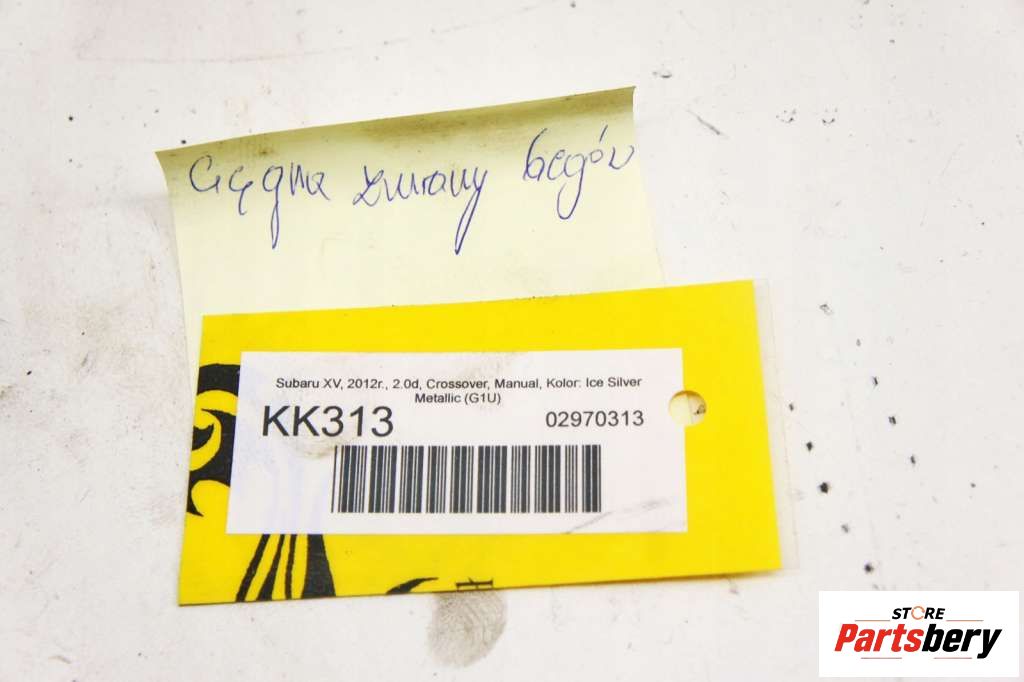 Cięgna zmiany biegów
Subaru XV, 2012r., 2.0d, Crossover, Manual, Kolor: Ice Silver
Metallic (G1U)
KK313
02970313
STORE
Partsbery